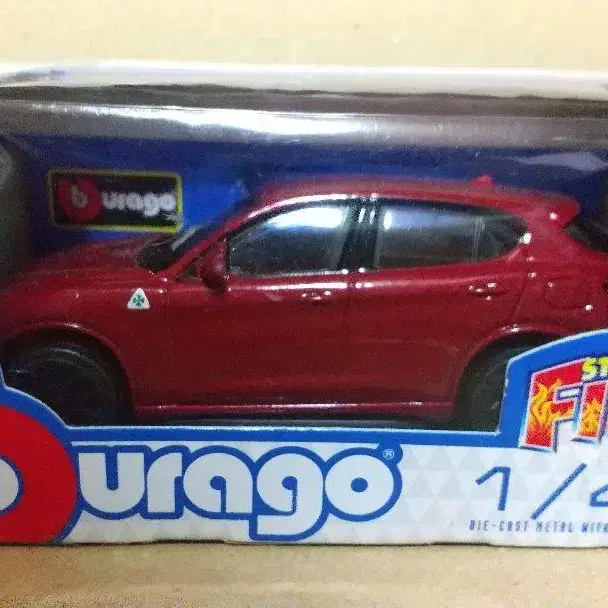 burago
ST
FI
burago®
1/4
DIE-CAST METAL WITH